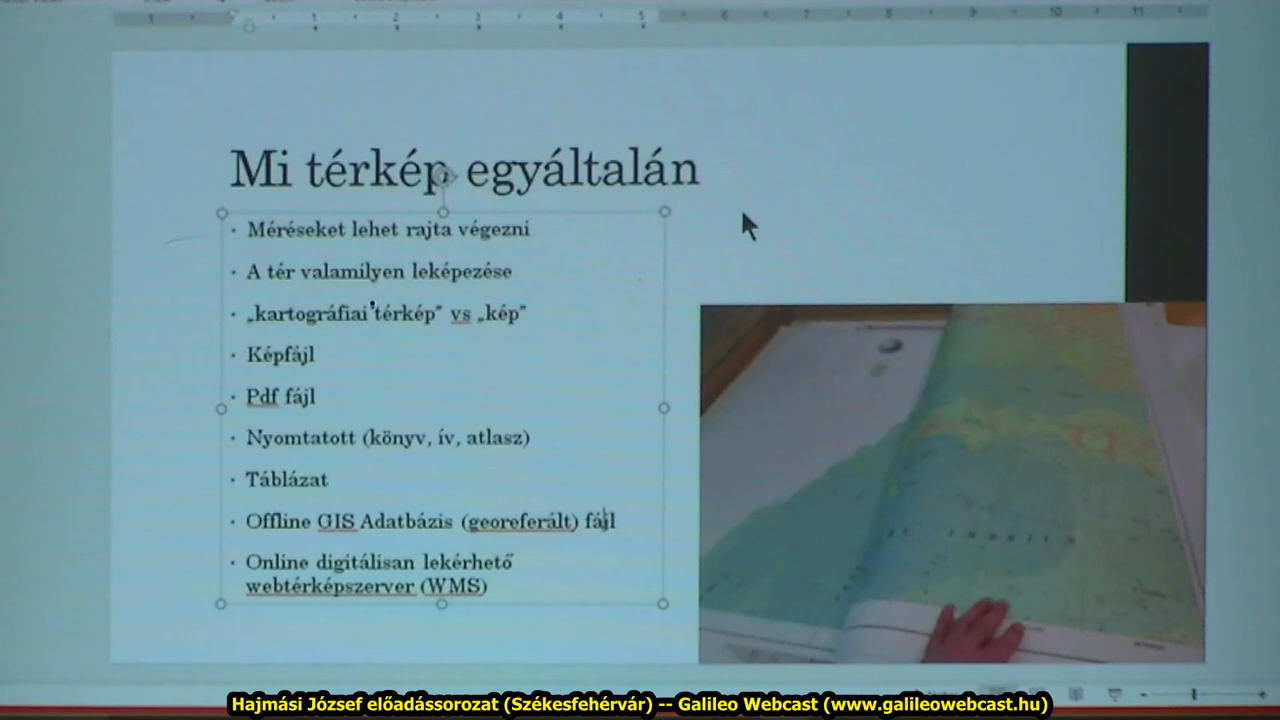 Mi térkép egyáltalán
• Méréseket lehet rajta végezni
• A tér valamilyen leképezése
• „kartográfiai térkép” vs „kép”
• Képfájl
• Pdf fájl
• Nyomtatott (könyv, ív, atlasz)
• Táblázat
• Offline GIS Adatbázis (georeferált) fájl
• Online digitálisan lekérhető
webtérképszerver (WMS)
Hajmási József előadássorozat (Székesfehérvár) -- Galileo Webcast (www.galileowebcast.hu)